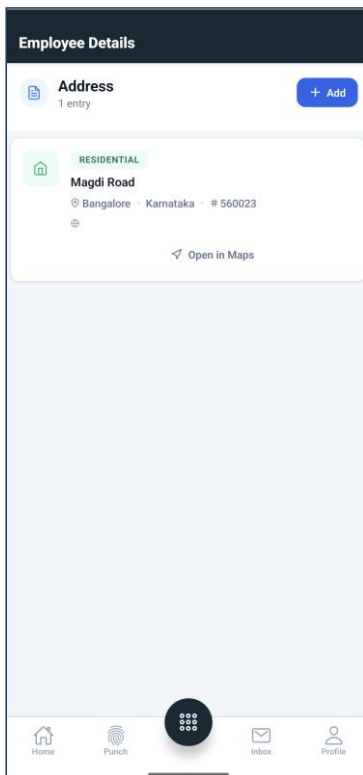 Employee Details
Address
1 entry
+ Add
RESIDENTIAL
Magdi Road
Bangalore · Karnataka · # 560023
Open in Maps
Home Punch Inbox Profile